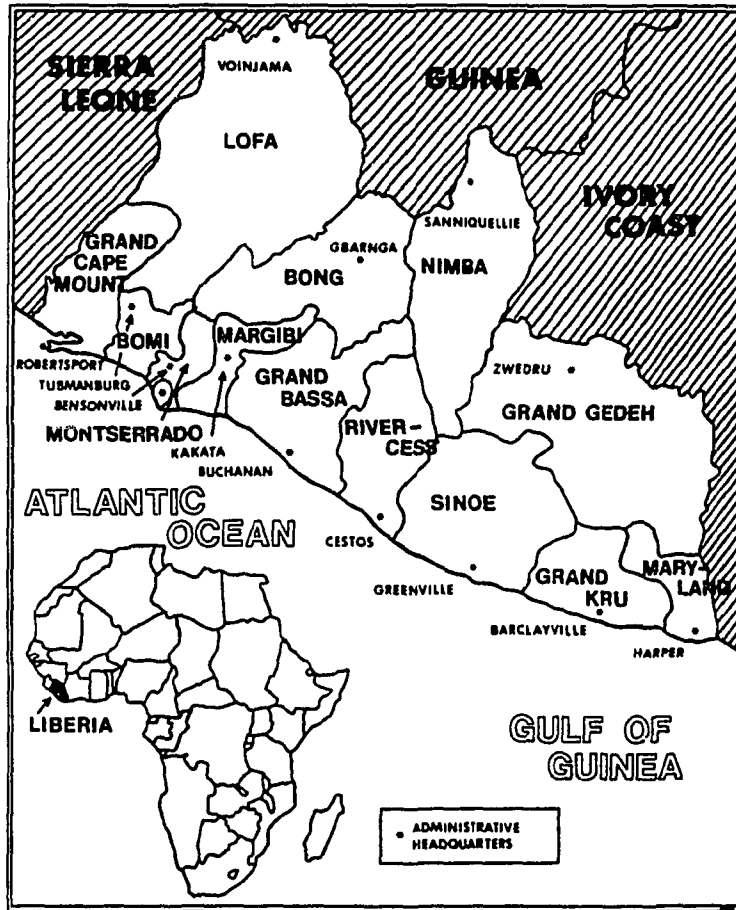 SIERRA
LEONE
GUINEA
IVORY
COAST
VOINJAMA
LOFA
SANNIQUELLIE
GRAND
CAPE
MOUNT
GBARNGA
BONG
NIMBA
BOMI
MARGIBI
ROBERTSPORT
TUBMANBURG
BENSONVILLE
MONTSERRADO
KAKATA
BUCHANAN
GRAND
BASSA
RIVER-
CESS
ZWEDRU
GRAND GEDEH
SINOE
ATLANTIC
OCEAN
CESTOS
GREENVILLE
GRAND
KRU
MARY-
LAND
BARCLAYVILLE
HARPER
LIBERIA
GULF OF
GUINEA
ADMINISTRATIVE
HEADQUARTERS